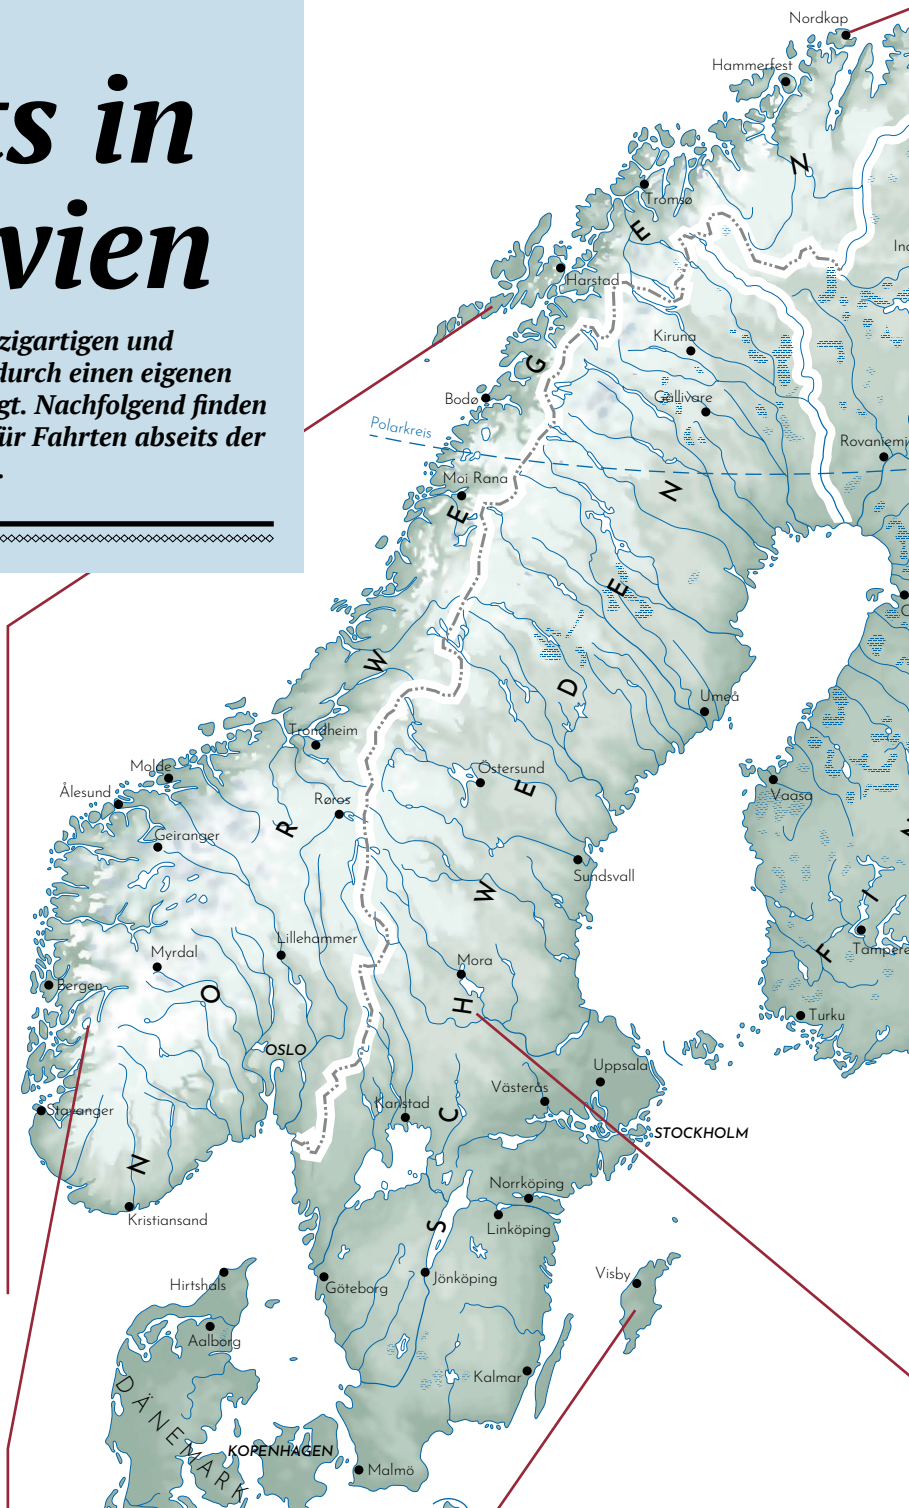 ts in
vien
zigartigen und
durch einen eigenen
gt. Nachfolgend finden
für Fahrten abseits der
.
Nordkap
Hammerfest
Tromsø
Harstad
Kiruna
Gällivare
Bodø
Polarkreis
Rovaniemi
Moi Rana
Umeå
Trondheim
Molde
Ålesund
Røros
Östersund
Vaasa
Geiranger
Sundsvall
Lillehammer
Tampere
Myrdal
Mora
Bergen
Turku
OSLO
Uppsala
Västerås
Stavanger
Karlstad
STOCKHOLM
Norrköping
Kristiansand
Linköping
Visby
Hirtshals
Göteborg
Jönköping
Aalborg
Kalmar
KOPENHAGEN
Malmö
NORWEGEN
SCHWEDEN
DÄNEMARK